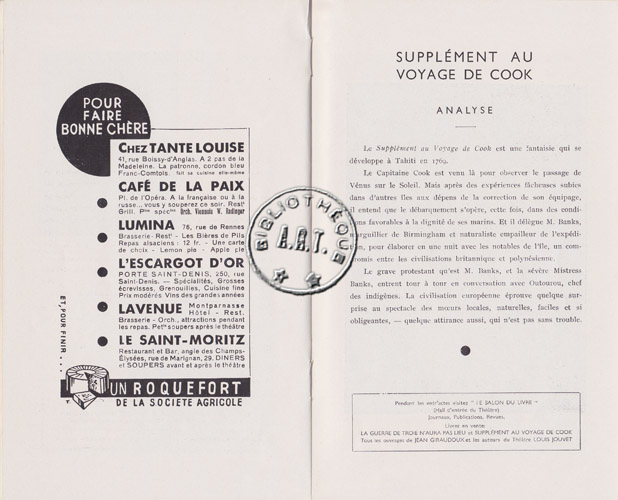 POUR
FAIRE
BONNE CHÈRE
CHEZ TANTE LOUISE
41, rue Boissy-d'Anglas. A 2 pas de la
Madeleine. La patronne, cordon bleu
Franc-Comtois. fait sa cuisine elle-même
CAFÉ DE LA PAIX
Pl. de l'Opéra. A la française ou à la
russe... vous y souperez ce soir. Rest^t
Grill. P^mme spec^les Orch. Viennois W.
LUMINA 76, rue de Rennes
Brasserie-Rest^t - Les Bières de Pils
Repas alsaciens : 12 fr. - Une carte
de choix - Lemon pie - Apple pie
L'ESCARGOT D'OR
PORTE SAINT-DENIS, 250, rue
Saint-Denis. — Spécialités, Grosses
écrevisses, Grenouilles, Cuisine fine
Prix modérés Vins des grandes années
LAVENUE Montparnasse
Hôtel - Rest.
Brasserie - Orch., attractions pendant
les repas. Pet^ts soupers après le théâtre
LE SAINT-MORITZ
Restaurant et Bar, angle des Champs-
Élysées, rue de Marignan, 29. DINERS
et SOUPERS avant et après le théâtre
ET, POUR FINIR...
UN ROQUEFORT
DE LA SOCIÉTÉ AGRICOLE
BIBLIOTHÈQUE
A.R.T.
SUPPLÉMENT AU
VOYAGE DE COOK
ANALYSE
Le Supplément au Voyage de Cook est une fantaisie qui se
développe à Tahiti en 1769.
Le Capitaine Cook est venu là pour observer le passage de
Vénus sur le Soleil. Mais après des expériences fâcheuses subies
dans d'autres îles aux dépens de la correction de son équipage,
il entend que le débarquement s'opère, cette fois, dans des condi-
tions favorables à la dignité de ses marins. Et il délègue M. Banks,
marguillier de Birmingham et naturaliste empailleur de l'expédi-
tion, pour élaborer en une nuit avec les notables de l'île, un com-
promis entre les civilisations britannique et polynésienne.
Le grave protestant qu'est M. Banks, et la sévère Mistress
Banks, entrent tour à tour en conversation avec Outourou, chef
des indigènes. La civilisation européenne éprouve quelque sur-
prise au spectacle des mœurs locales, naturelles, faciles et si
obligeantes, — quelque attirance aussi, qui n'est pas sans trouble.
Pendant les entr'actes visitez " LE SALON DU LIVRE "
(Hall d'entrée du Théâtre)
Journaux, Publications, Revues.
Livres en vente:
LA GUERRE DE TROIE N'AURA PAS LIEU et SUPPLÉMENT AU VOYAGE DE COOK
Tous les ouvrages de JEAN GIRAUDOUX et les auteurs du Théâtre LOUIS JOUVET